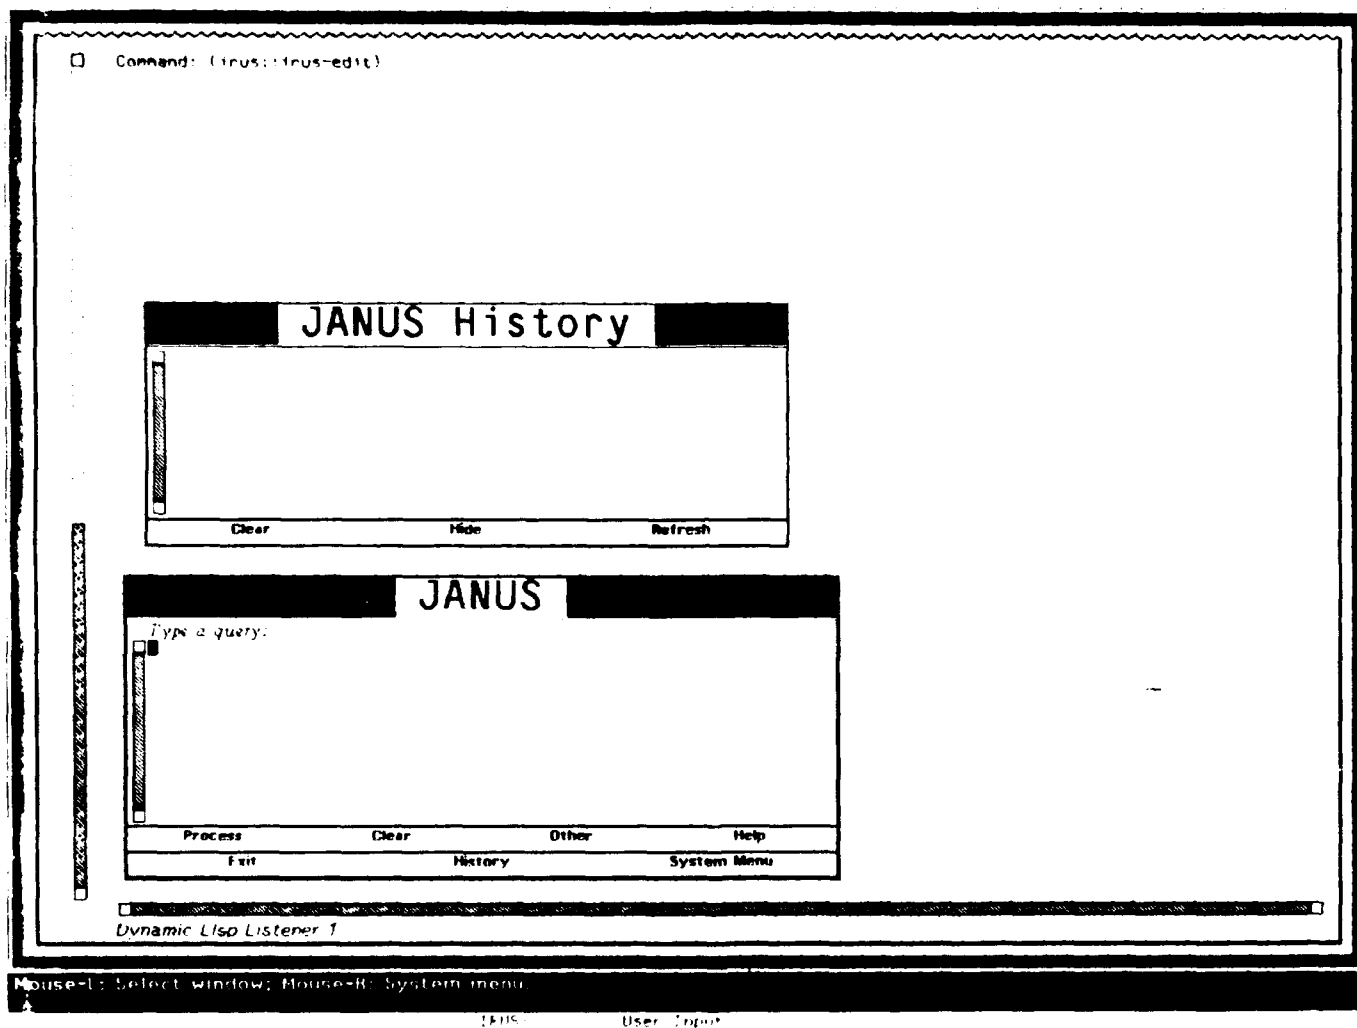 Command: (irus::irus-edit)
JANUS History
Clear Hide Refresh
JANUS
Type a query:
Process Clear Other Help
Exit History System Menu
Dynamic Lisp Listener 1
Mouse-L: Select window; Mouse-R: System menu.
IRUS: User Input